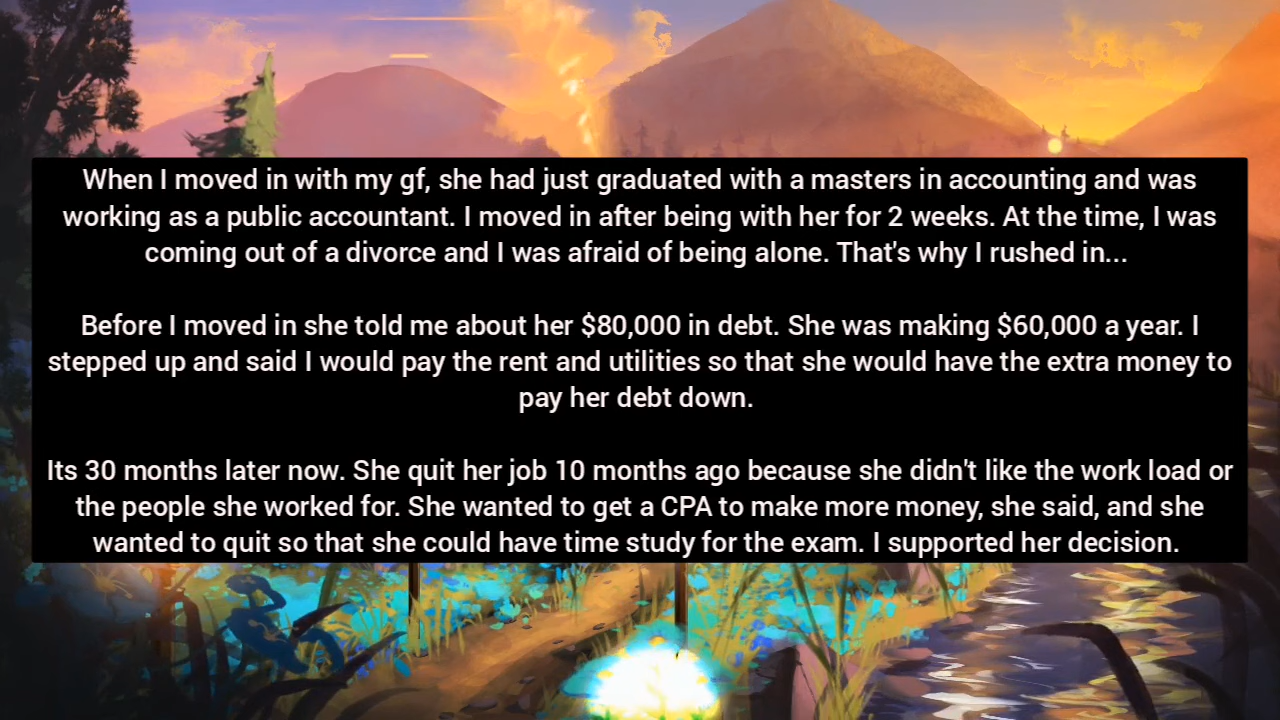 When I moved in with my gf, she had just graduated with a masters in accounting and was
working as a public accountant. I moved in after being with her for 2 weeks. At the time, I was
coming out of a divorce and I was afraid of being alone. That's why I rushed in...
Before I moved in she told me about her $80,000 in debt. She was making $60,000 a year. I
stepped up and said I would pay the rent and utilities so that she would have the extra money to
pay her debt down.
Its 30 months later now. She quit her job 10 months ago because she didn't like the work load or
the people she worked for. She wanted to get a CPA to make more money, she said, and she
wanted to quit so that she could have time study for the exam. I supported her decision.